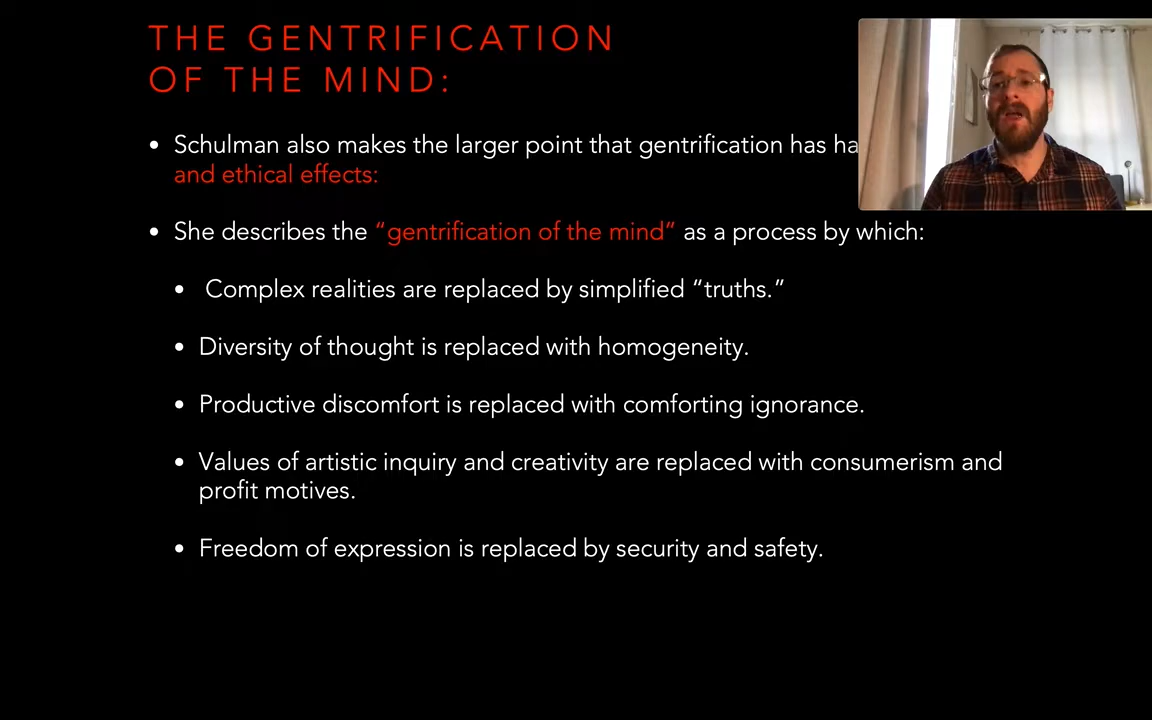 THE GENTRIFICATION
OF THE MIND:
• Schulman also makes the larger point that gentrification has
and ethical effects:
• She describes the “gentrification of the mind” as a process by which:
• Complex realities are replaced by simplified “truths.”
• Diversity of thought is replaced with homogeneity.
• Productive discomfort is replaced with comforting ignorance.
• Values of artistic inquiry and creativity are replaced with consumerism and
profit motives.
• Freedom of expression is replaced by security and safety.